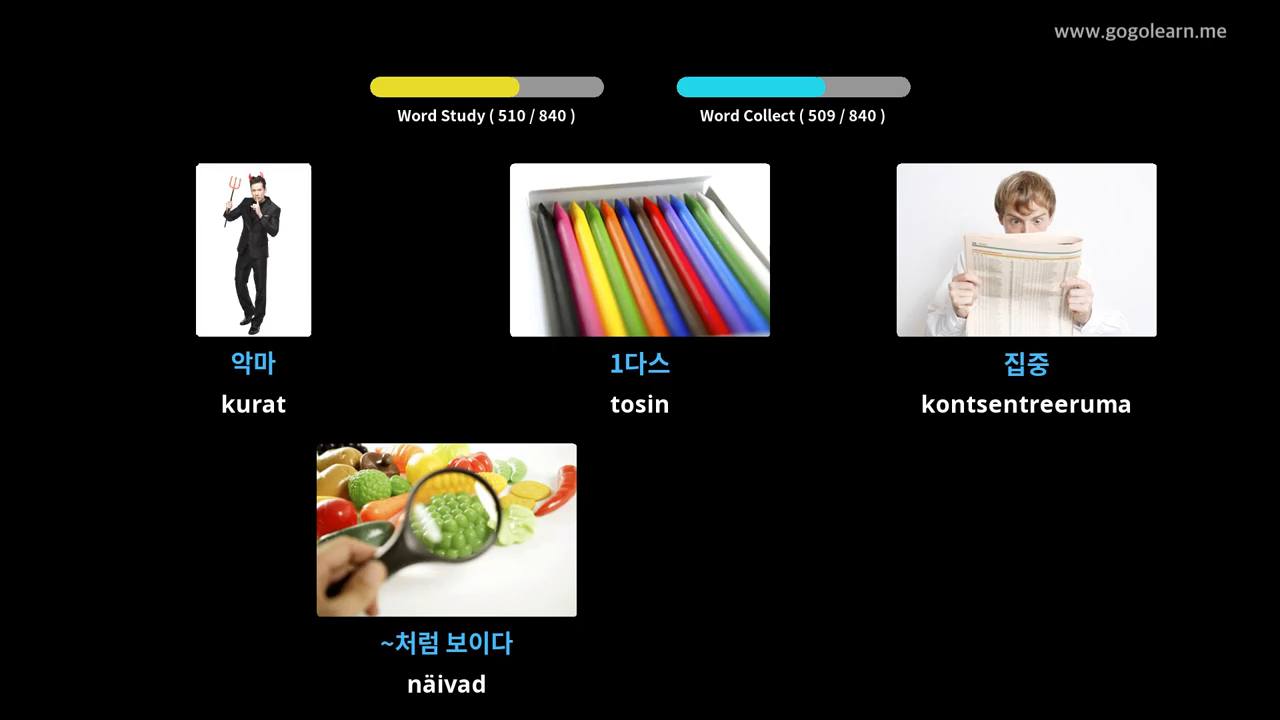 www.gogolearn.me
Word Study ( 510 / 840 )
Word Collect ( 509 / 840 )
악마
kurat
1다스
tosin
집중
kontsentreeruma
~처럼 보이다
näivad